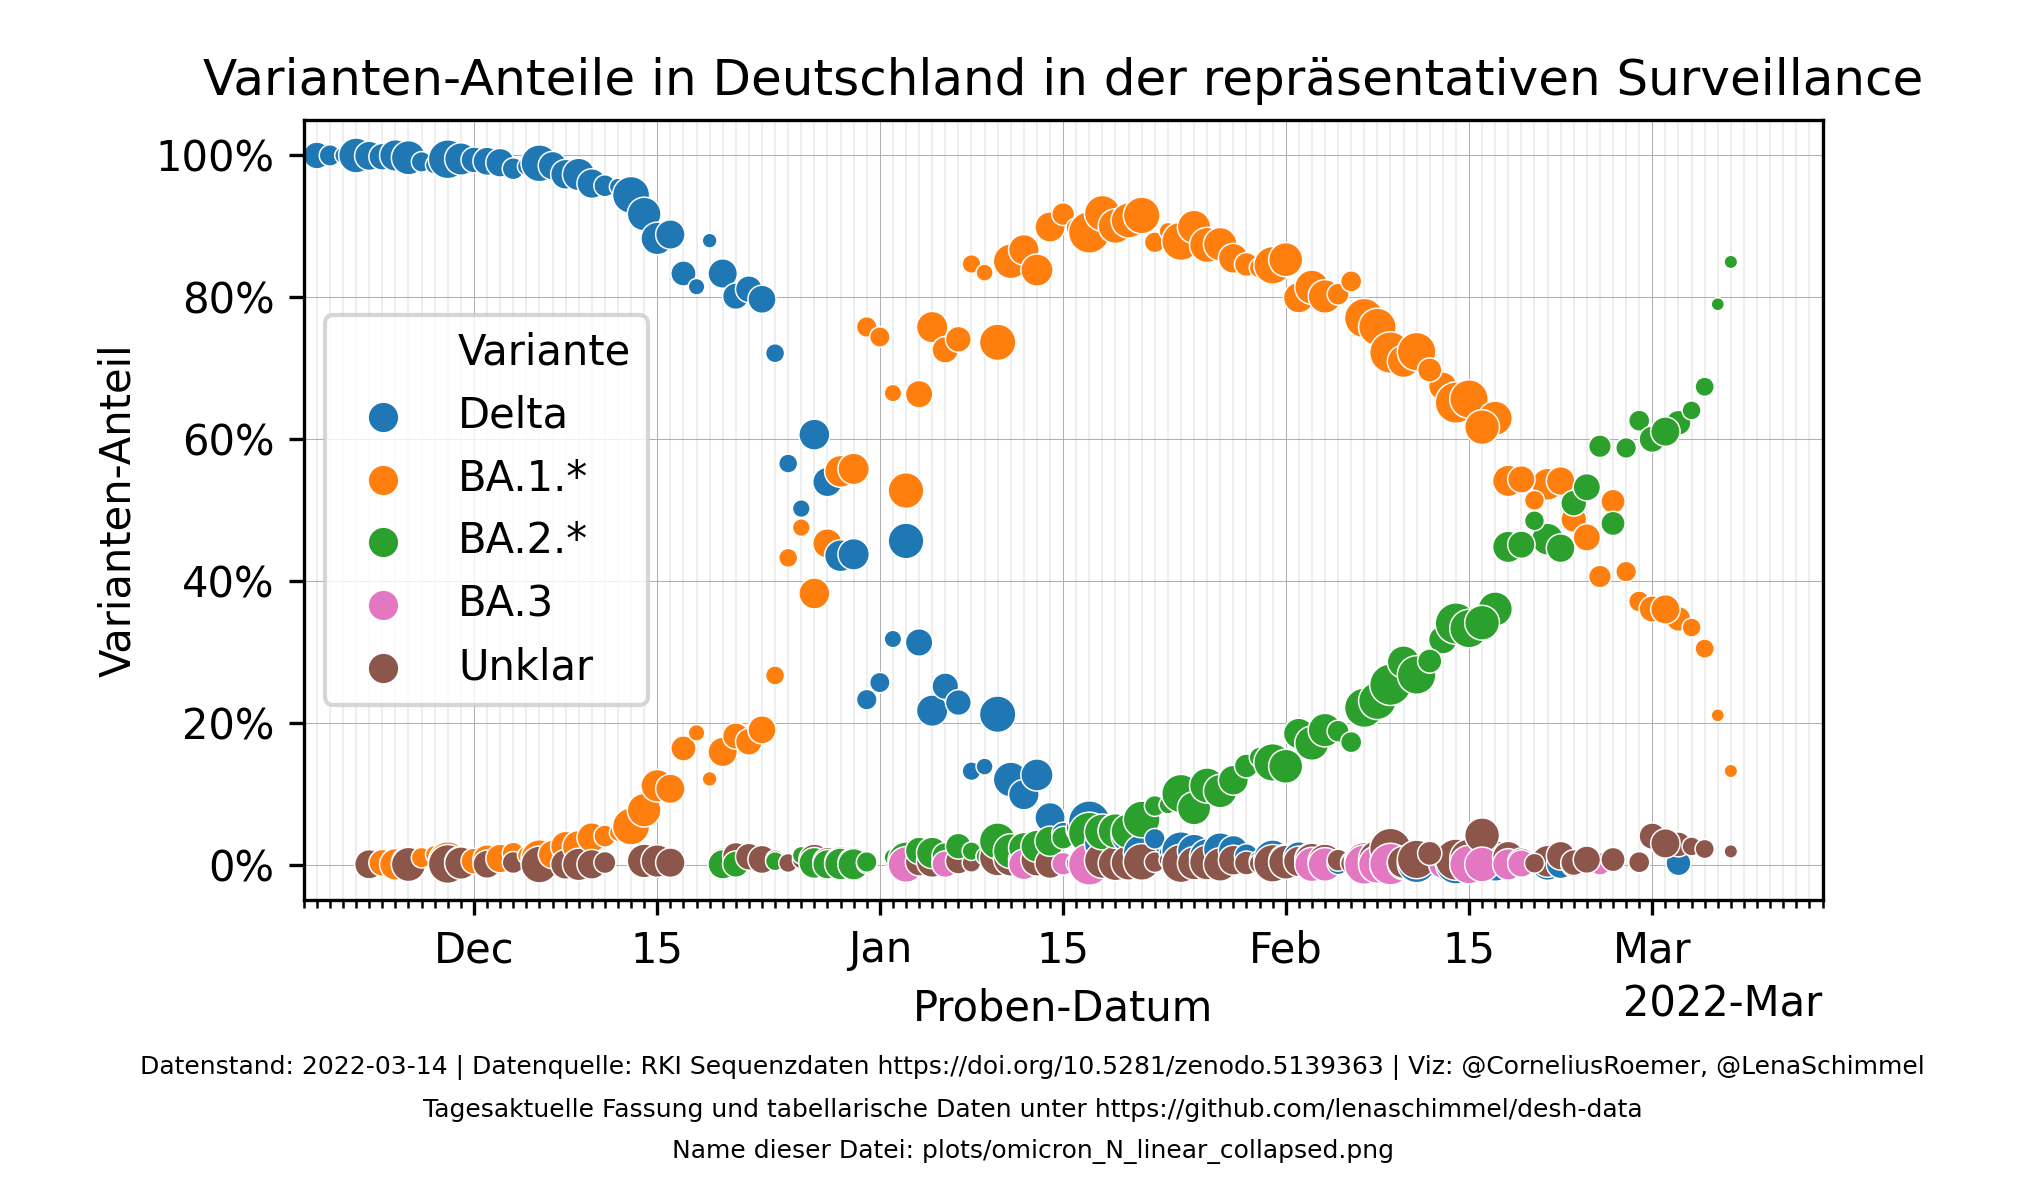 Varianten-Anteile in Deutschland in der repräsentativen Surveillance
100%
80%
60%
40%
20%
0%
Varianten-Anteil
Variante
Delta
BA.1.*
BA.2.*
BA.3
Unklar
Dec 15 Jan 15 Feb 15 Mar
2022-Mar
Proben-Datum
Datenstand: 2022-03-14 | Datenquelle: RKI Sequenzdaten https://doi.org/10.5281/zenodo.5139363 | Viz: @CorneliusRoemer, @LenaSchimmel
Tagesaktuelle Fassung und tabellarische Daten unter https://github.com/lenaschimmel/desh-data
Name dieser Datei: plots/omicron_N_linear_collapsed.png